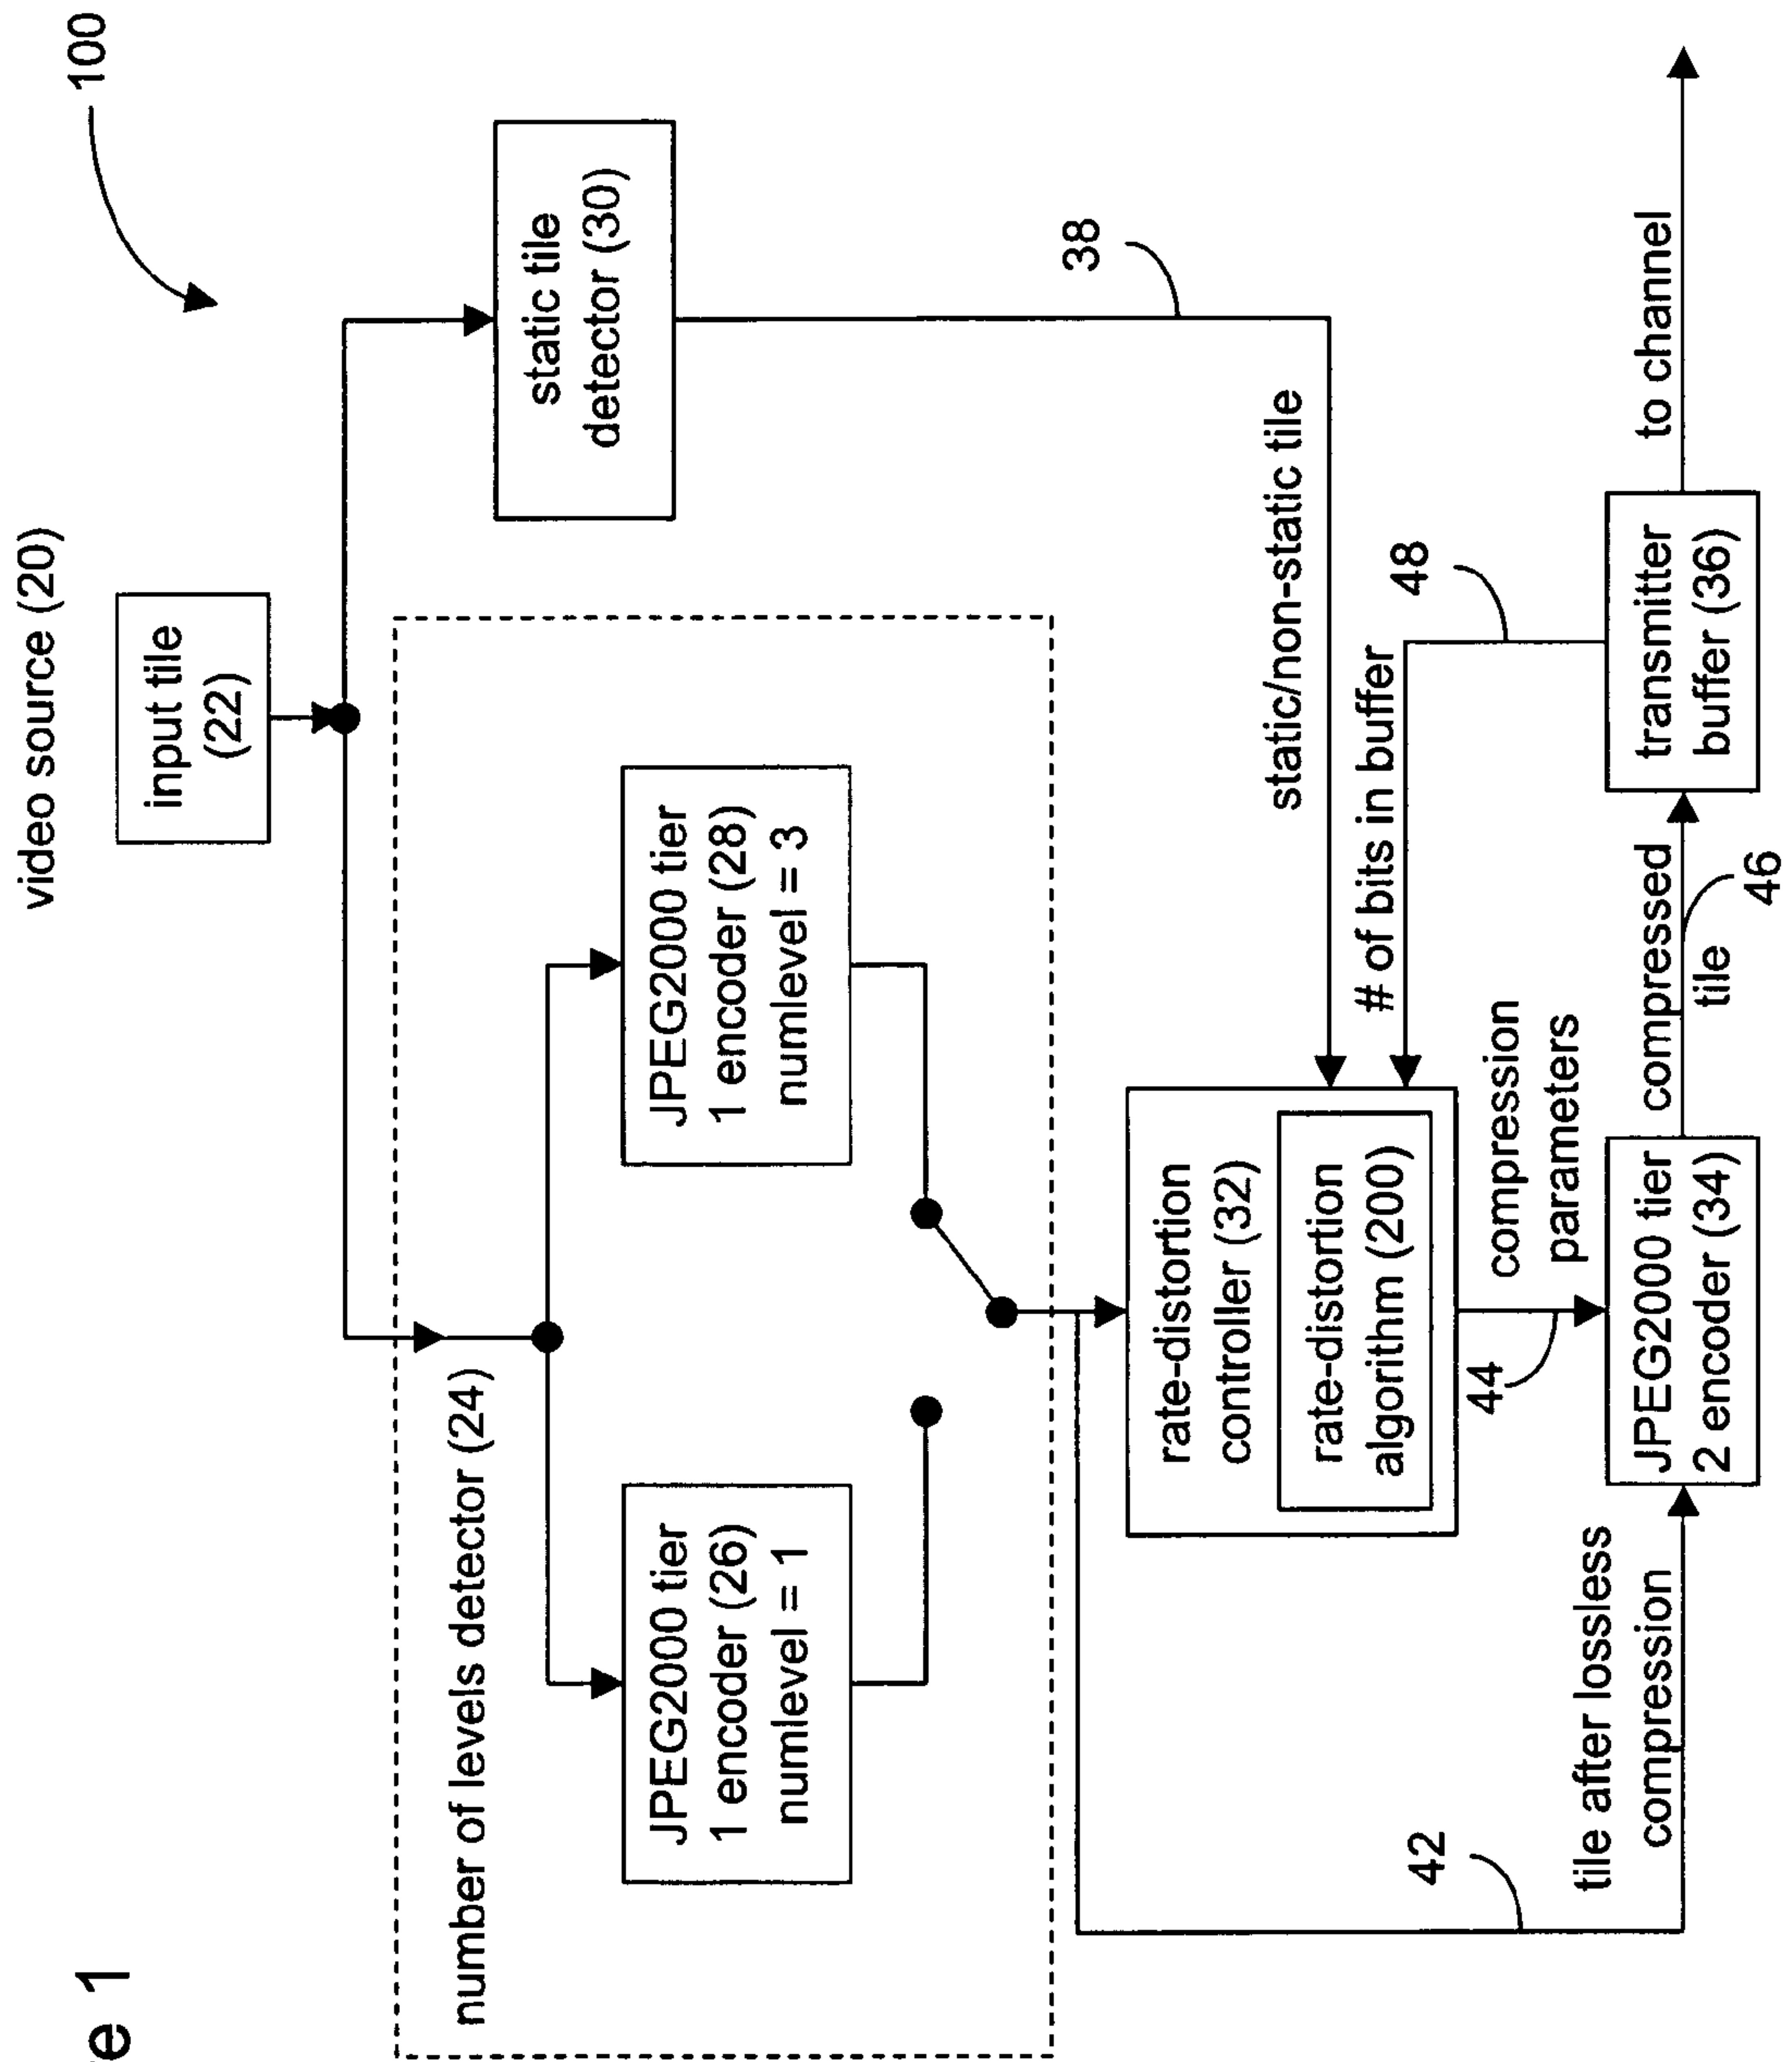 re 1
video source (20)
100
input tile
(22)
number of levels detector (24)
JPEG2000 tier
1 encoder (26)
numlevel = 1
JPEG2000 tier
1 encoder (28)
numlevel = 3
static tile
detector (30)
38
static/non-static tile
# of bits in buffer
48
rate-distortion
controller (32)
rate-distortion
algorithm (200)
42
44
compression
parameters
tile after lossless
compression
JPEG2000 tier
2 encoder (34)
compressed
tile
46
transmitter
buffer (36)
to channel